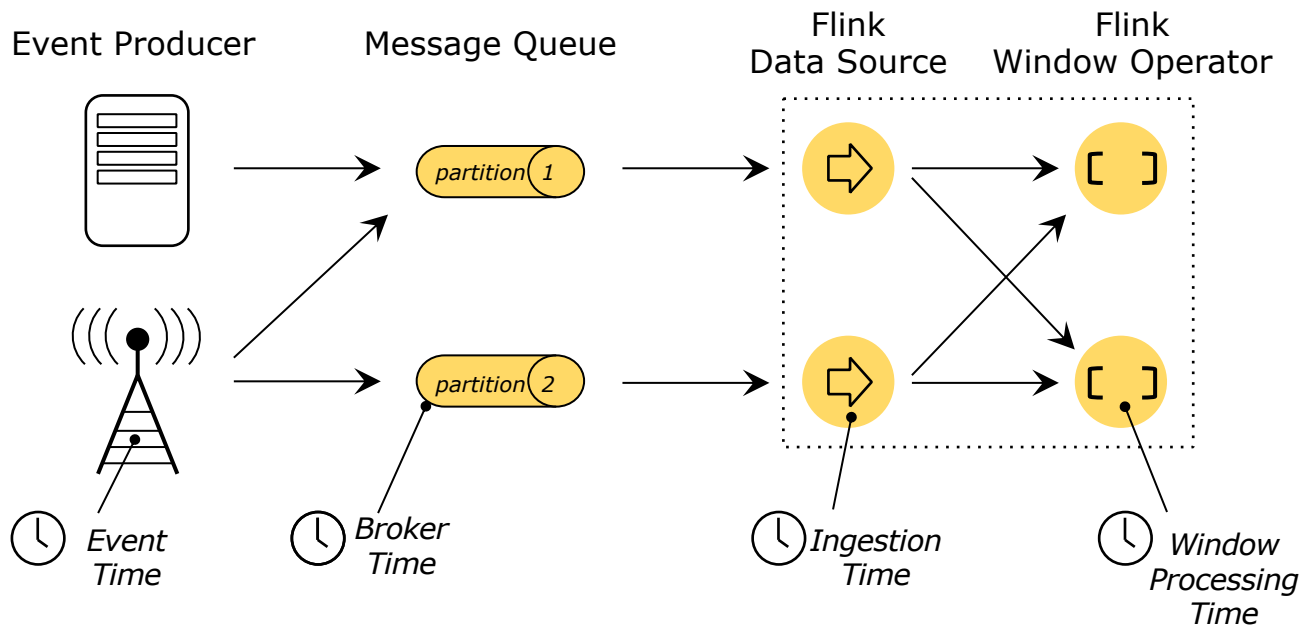 Event Producer
Message Queue
Flink
Data Source
Flink
Window Operator
partition 1
partition 2
Event
Time
Broker
Time
Ingestion
Time
Window
Processing
Time